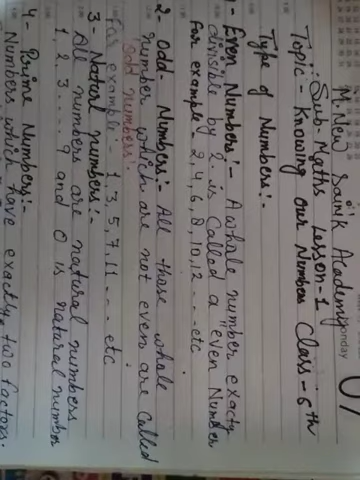 M. New Sainik Academy
Sub- Maths Lesson-1
Topic- Knowing our Numbers Class-6th
Type of Numbers:-
1- Even Numbers:- A whole number exacty
divisible by 2. is Called a "even Number
For example- 2, 4, 6, 8, 10, 12 ... etc
2- Odd- Numbers:- All those whole
number which are not even are called
"odd numbers".
For example:- 1, 3, 5, 7, 11 ... etc
3- Natural numbers:-
All numbers are natural numbers
1, 2, 3 .... 9 and 0 is natural number
4- Prime Numbers:-
Numbers which have exactly two factors.